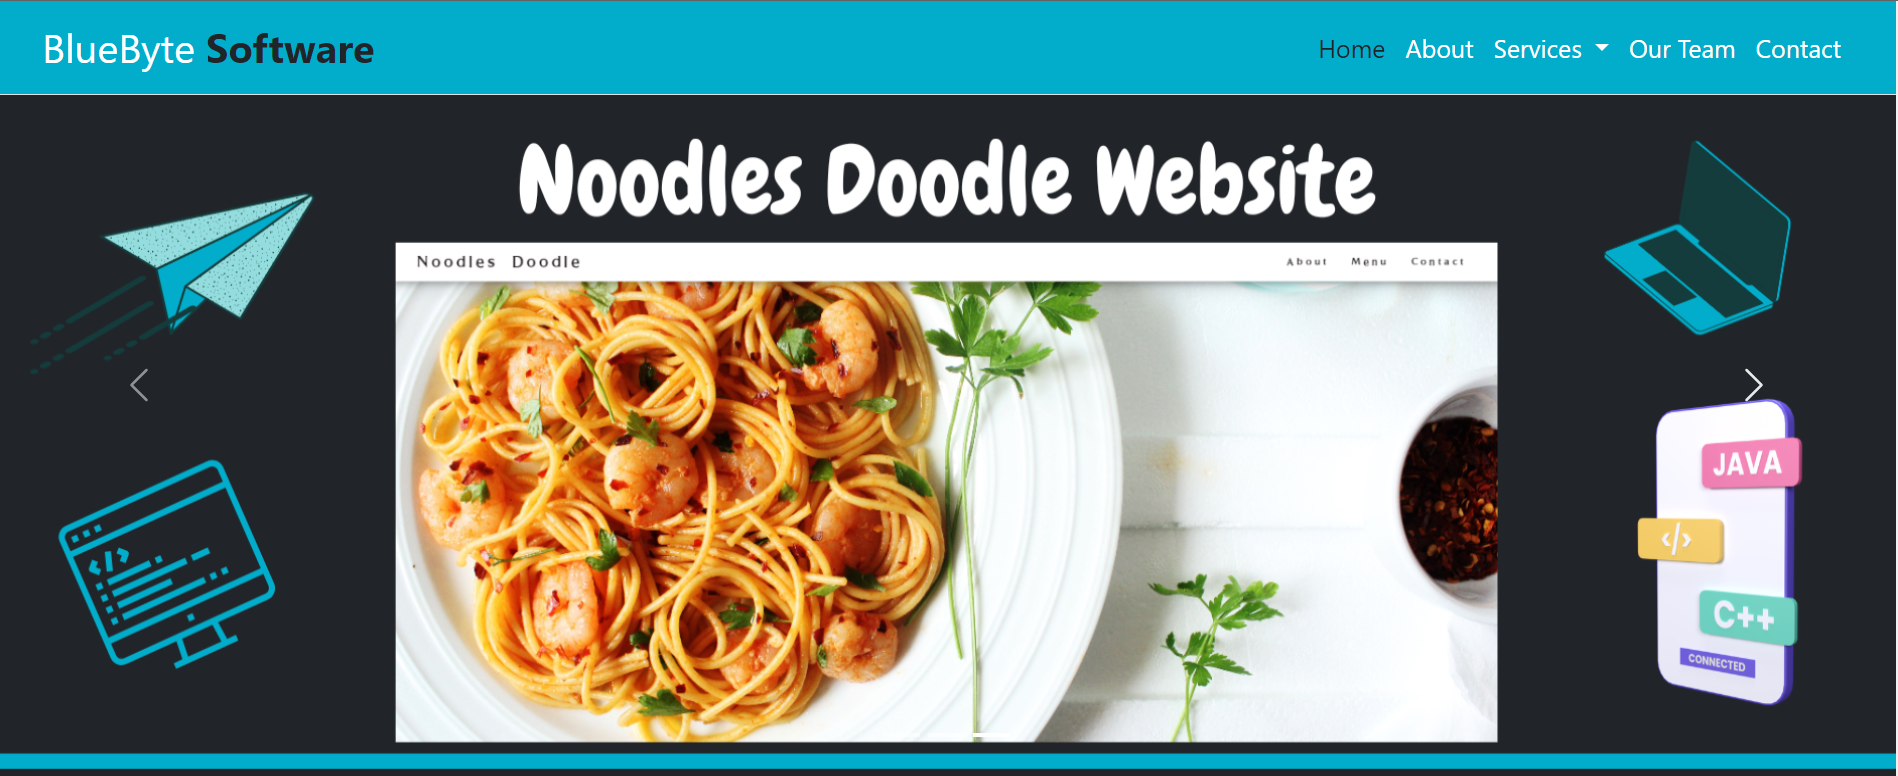 BlueByte Software
Home About Services Our Team Contact
Noodles Doodle Website
Noodles Doodle
About Menu Contact
JAVA
</>
C++
CONNECTED
</>